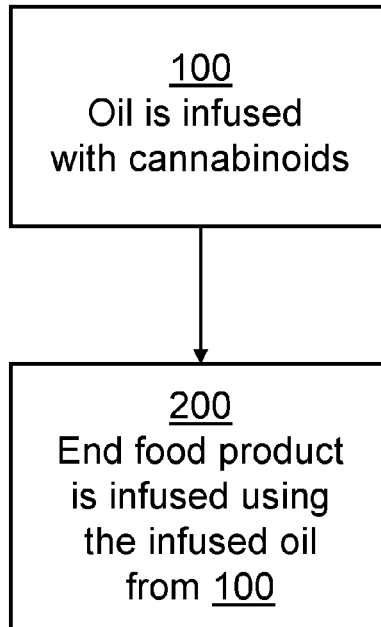 100
Oil is infused
with cannabinoids
200
End food product
is infused using
the infused oil
from 100